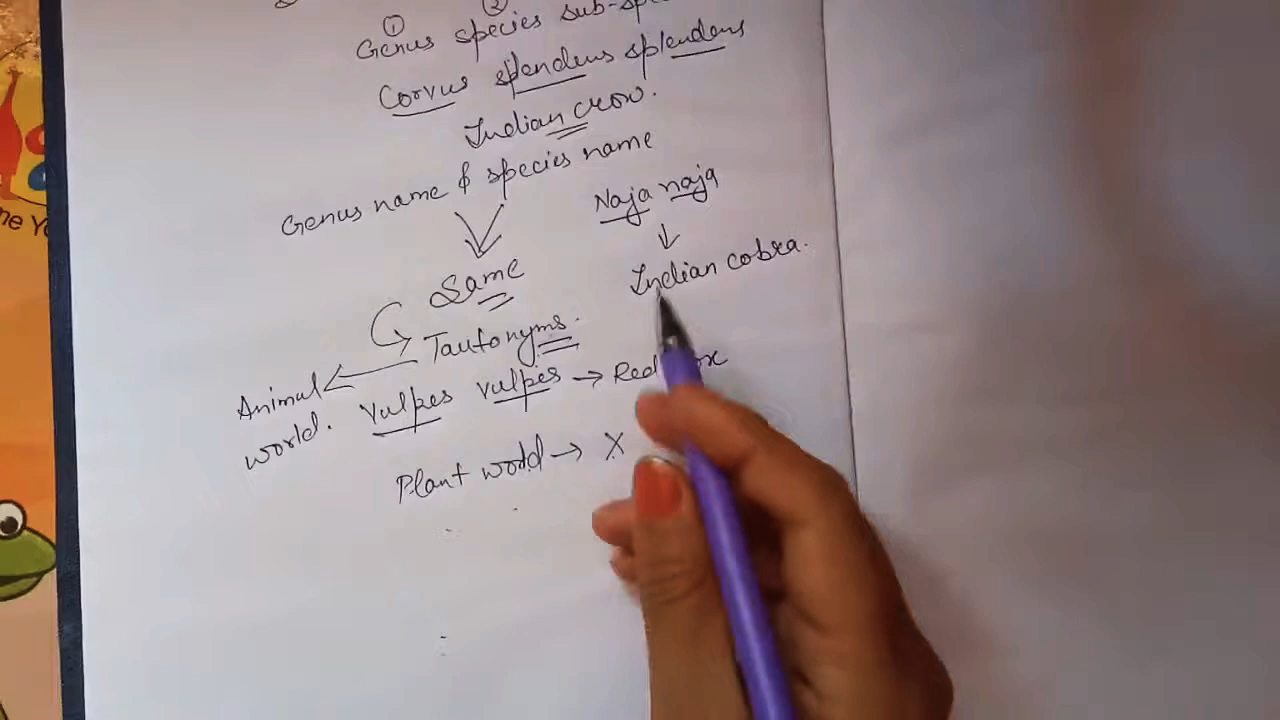 ① ②
Genus species sub-spe
Corvus splendens splendens
Indian crow.
Genus name & species name
Naja naja
Indian cobra.
Same
Tautonyms.
Animal world.
Vulpes vulpes → Red
Plant world → X